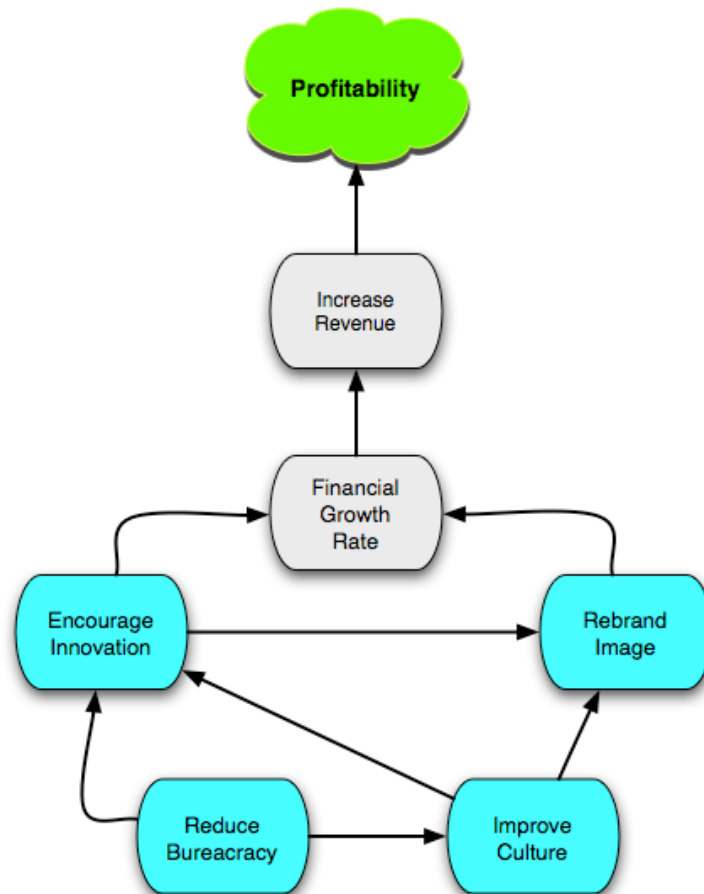 Profitability
Increase
Revenue
Financial
Growth
Rate
Encourage
Innovation
Rebrand
Image
Reduce
Bureacracy
Improve
Culture